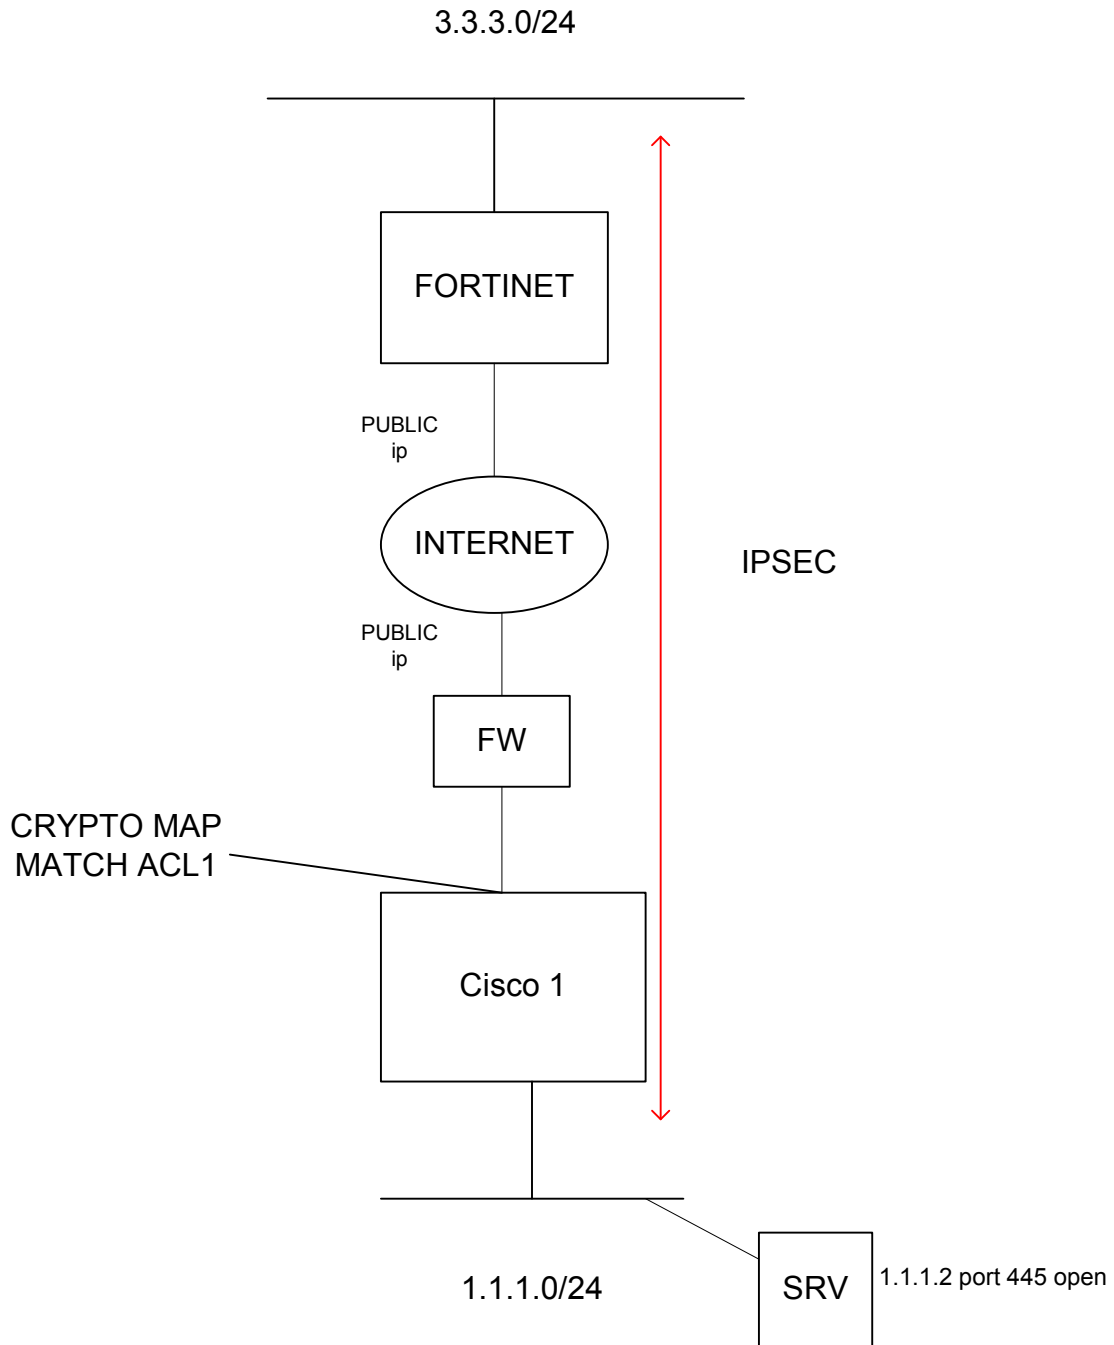 3.3.3.0/24
FORTINET
PUBLIC
ip
INTERNET
IPSEC
PUBLIC
ip
FW
CRYPTO MAP
MATCH ACL1
Cisco 1
1.1.1.0/24
SRV
1.1.1.2 port 445 open